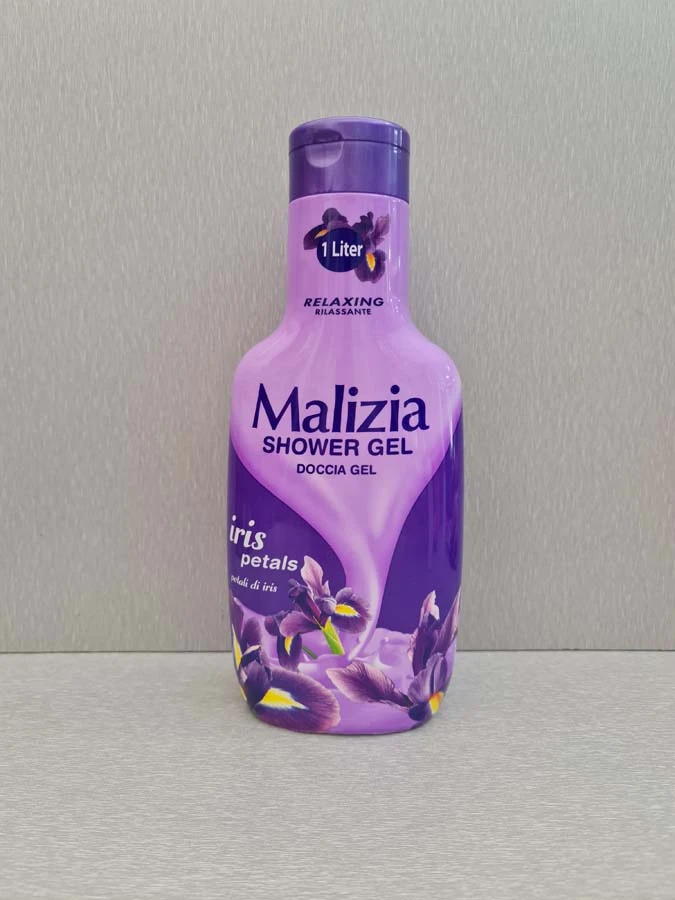 1 Liter
RELAXING
RILASSANTE
Malizia
SHOWER GEL
DOCCIA GEL
iris
petals
petali di iris